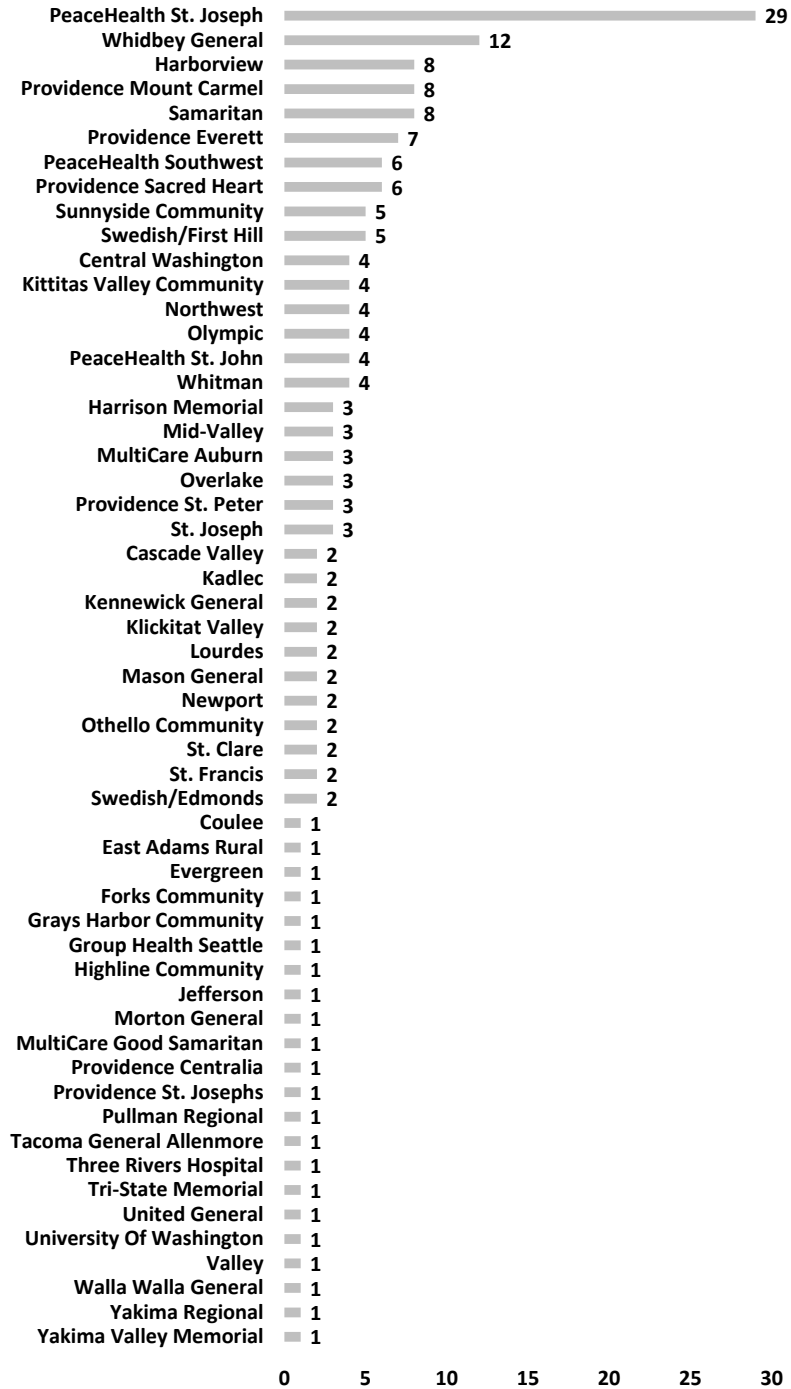 PeaceHealth St. Joseph 29
Whidbey General 12
Harborview 8
Providence Mount Carmel 8
Samaritan 8
Providence Everett 7
PeaceHealth Southwest 6
Providence Sacred Heart 6
Sunnyside Community 5
Swedish/First Hill 5
Central Washington 4
Kittitas Valley Community 4
Northwest 4
Olympic 4
PeaceHealth St. John 4
Whitman 4
Harrison Memorial 3
Mid-Valley 3
MultiCare Auburn 3
Overlake 3
Providence St. Peter 3
St. Joseph 3
Cascade Valley 2
Kadlec 2
Kennewick General 2
Klickitat Valley 2
Lourdes 2
Mason General 2
Newport 2
Othello Community 2
St. Clare 2
St. Francis 2
Swedish/Edmonds 2
Coulee 1
East Adams Rural 1
Evergreen 1
Forks Community 1
Grays Harbor Community 1
Group Health Seattle 1
Highline Community 1
Jefferson 1
Morton General 1
MultiCare Good Samaritan 1
Providence Centralia 1
Providence St. Josephs 1
Pullman Regional 1
Tacoma General Allenmore 1
Three Rivers Hospital 1
Tri-State Memorial 1
United General 1
University Of Washington 1
Valley 1
Walla Walla General 1
Yakima Regional 1
Yakima Valley Memorial 1
0 5 10 15 20 25 30